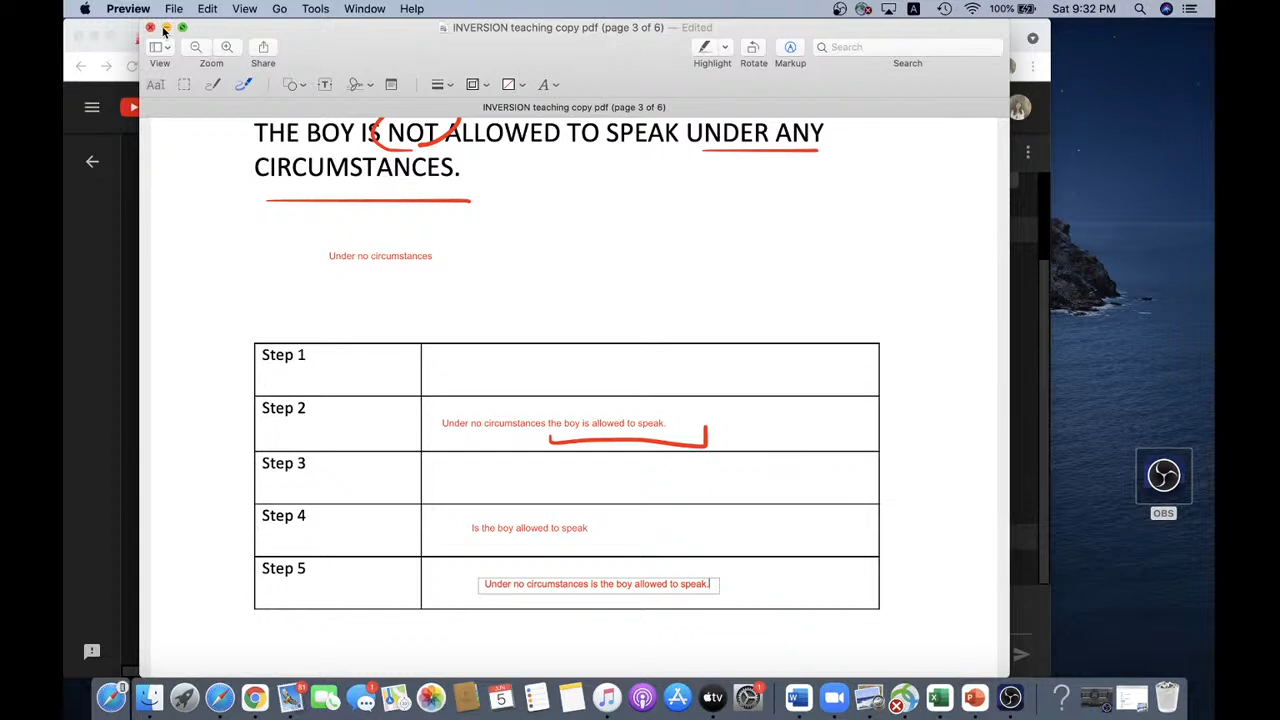 Preview File Edit View Go Tools Window Help 100% Sat 9:32 PM
INVERSION teaching copy pdf (page 3 of 6) — Edited
Search
View Zoom Share Highlight Rotate Markup Search
INVERSION teaching copy pdf (page 3 of 6)
THE BOY IS NOT ALLOWED TO SPEAK UNDER ANY
CIRCUMSTANCES.
Under no circumstances
Step 1
Step 2
Under no circumstances the boy is allowed to speak.
Step 3
Step 4
Is the boy allowed to speak
Step 5
Under no circumstances is the boy allowed to speak.
OBS